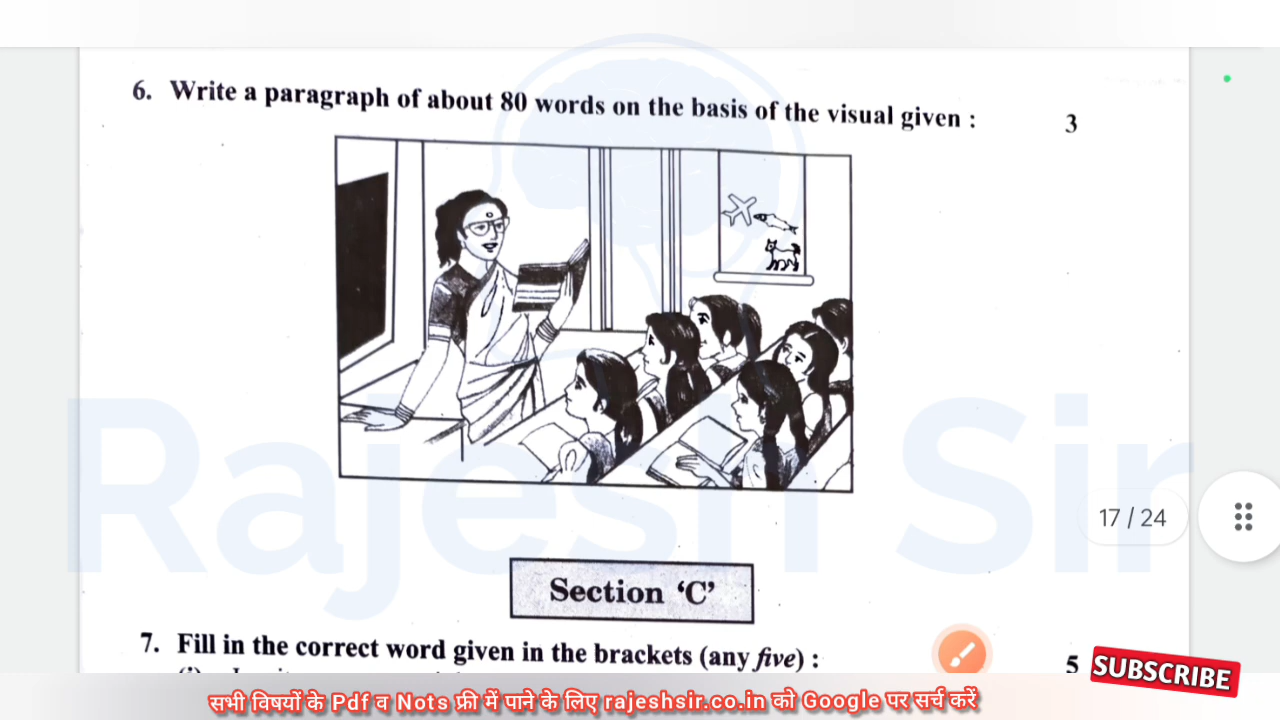 6. Write a paragraph of about 80 words on the basis of the visual given : 3
Rajesh Sir
17 / 24
Section ‘C’
7. Fill in the correct word given in the brackets (any five) : 5
SUBSCRIBE
सभी विषयों के Pdf व Nots फ्री में पाने के लिए rajeshsir.co.in को Google पर सर्च करें